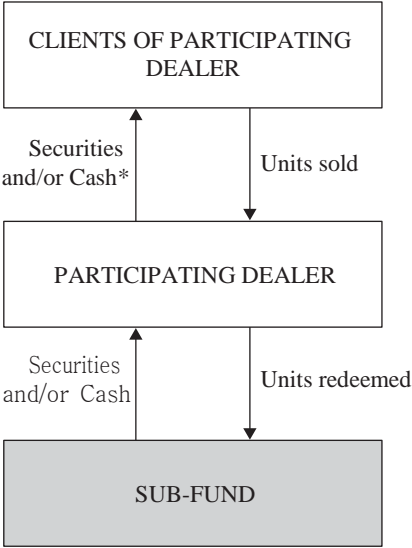 CLIENTS OF PARTICIPATING
DEALER
Securities
and/or Cash*
Units sold
PARTICIPATING DEALER
Securities
and/or Cash
Units redeemed
SUB-FUND